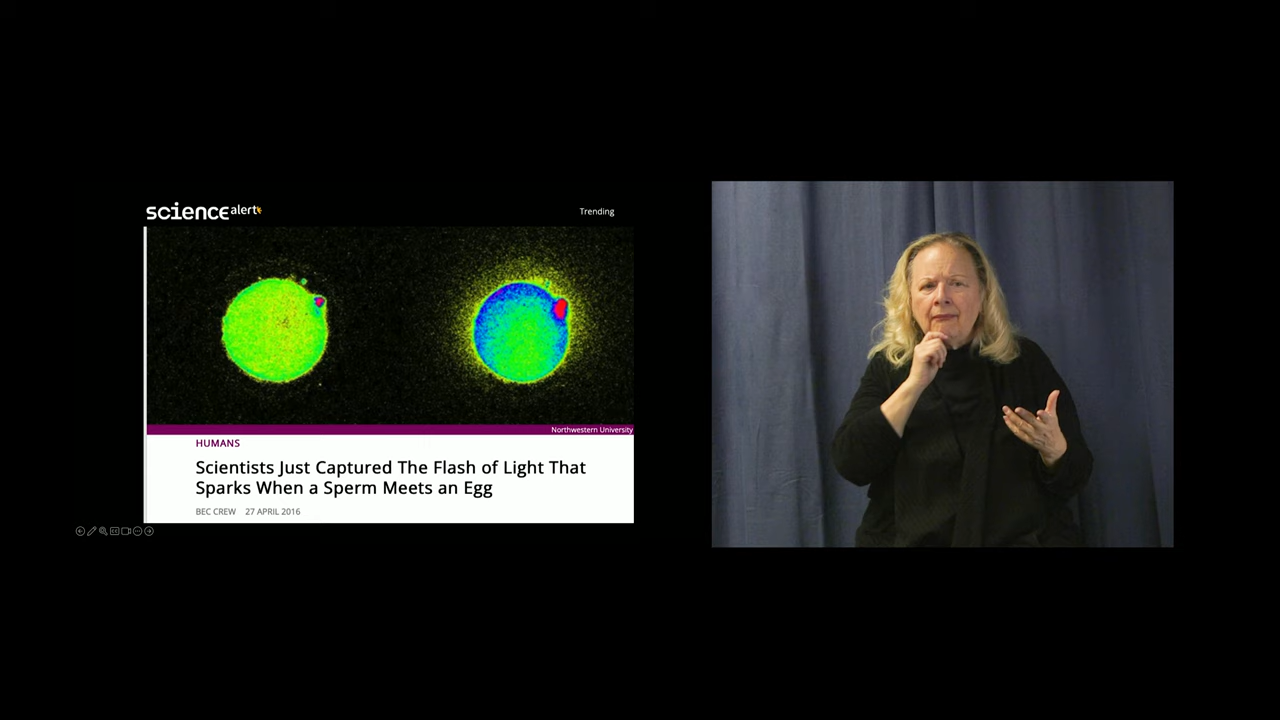 sciencealert
Trending
Northwestern University
HUMANS
Scientists Just Captured The Flash of Light That
Sparks When a Sperm Meets an Egg
BEC CREW 27 APRIL 2016